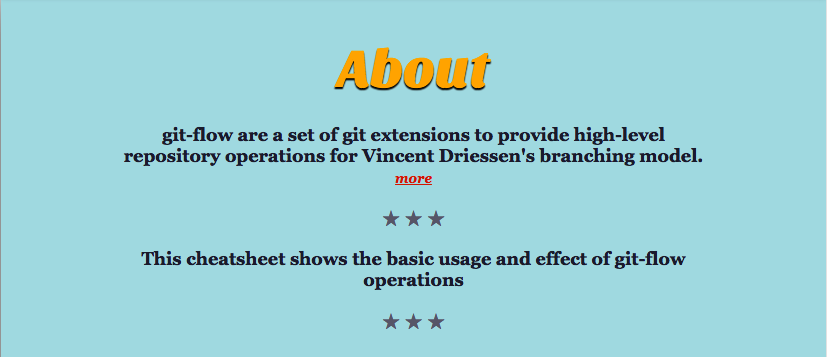 About
git-flow are a set of git extensions to provide high-level
repository operations for Vincent Driessen's branching model.
more
★ ★ ★
This cheatsheet shows the basic usage and effect of git-flow
operations
★ ★ ★